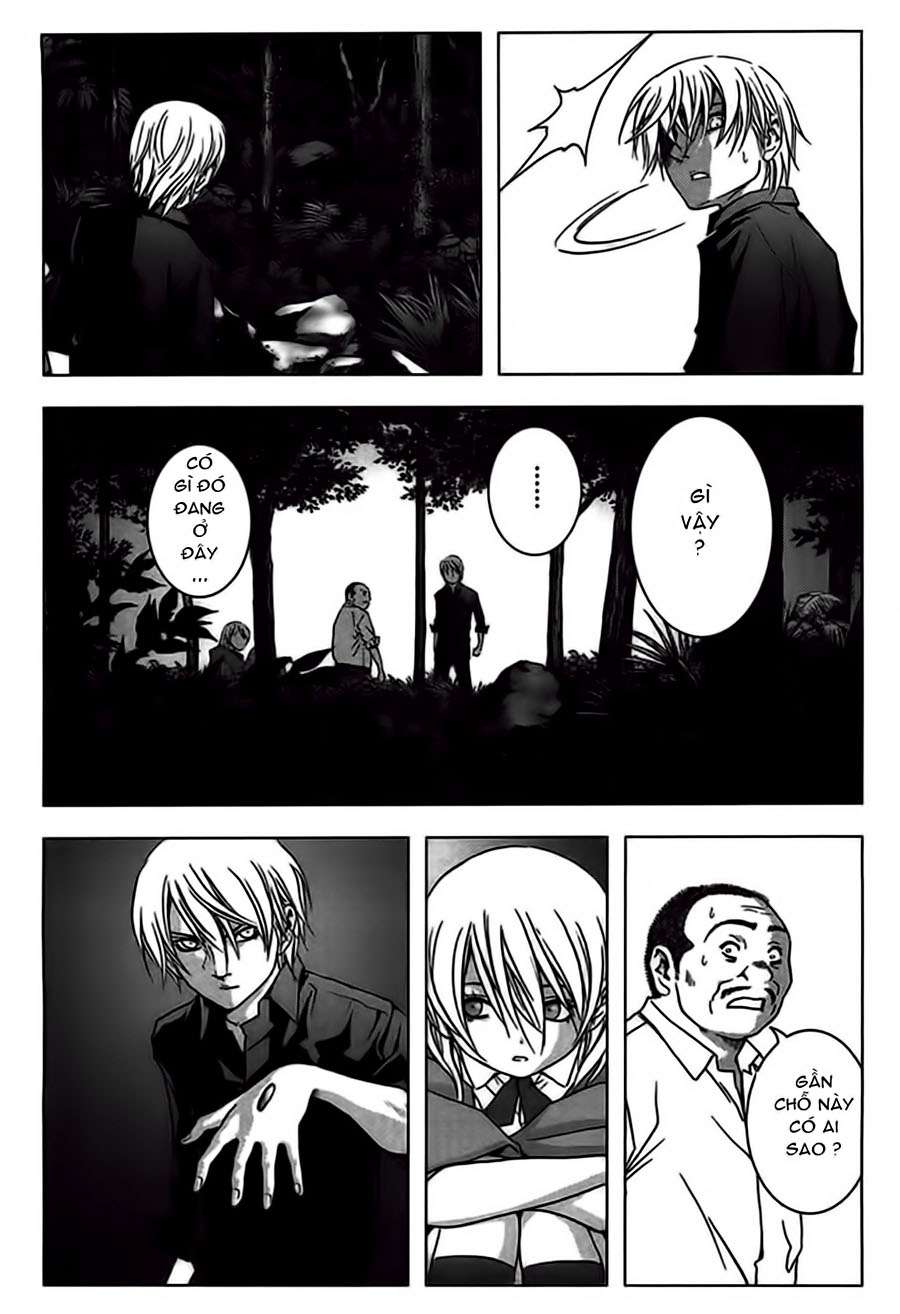 GÌ
VẬY
?
......
CÓ
GÌ ĐÓ
ĐANG
Ở
ĐÂY
...
GẦN
CHỖ NÀY
CÓ AI
SAO ?